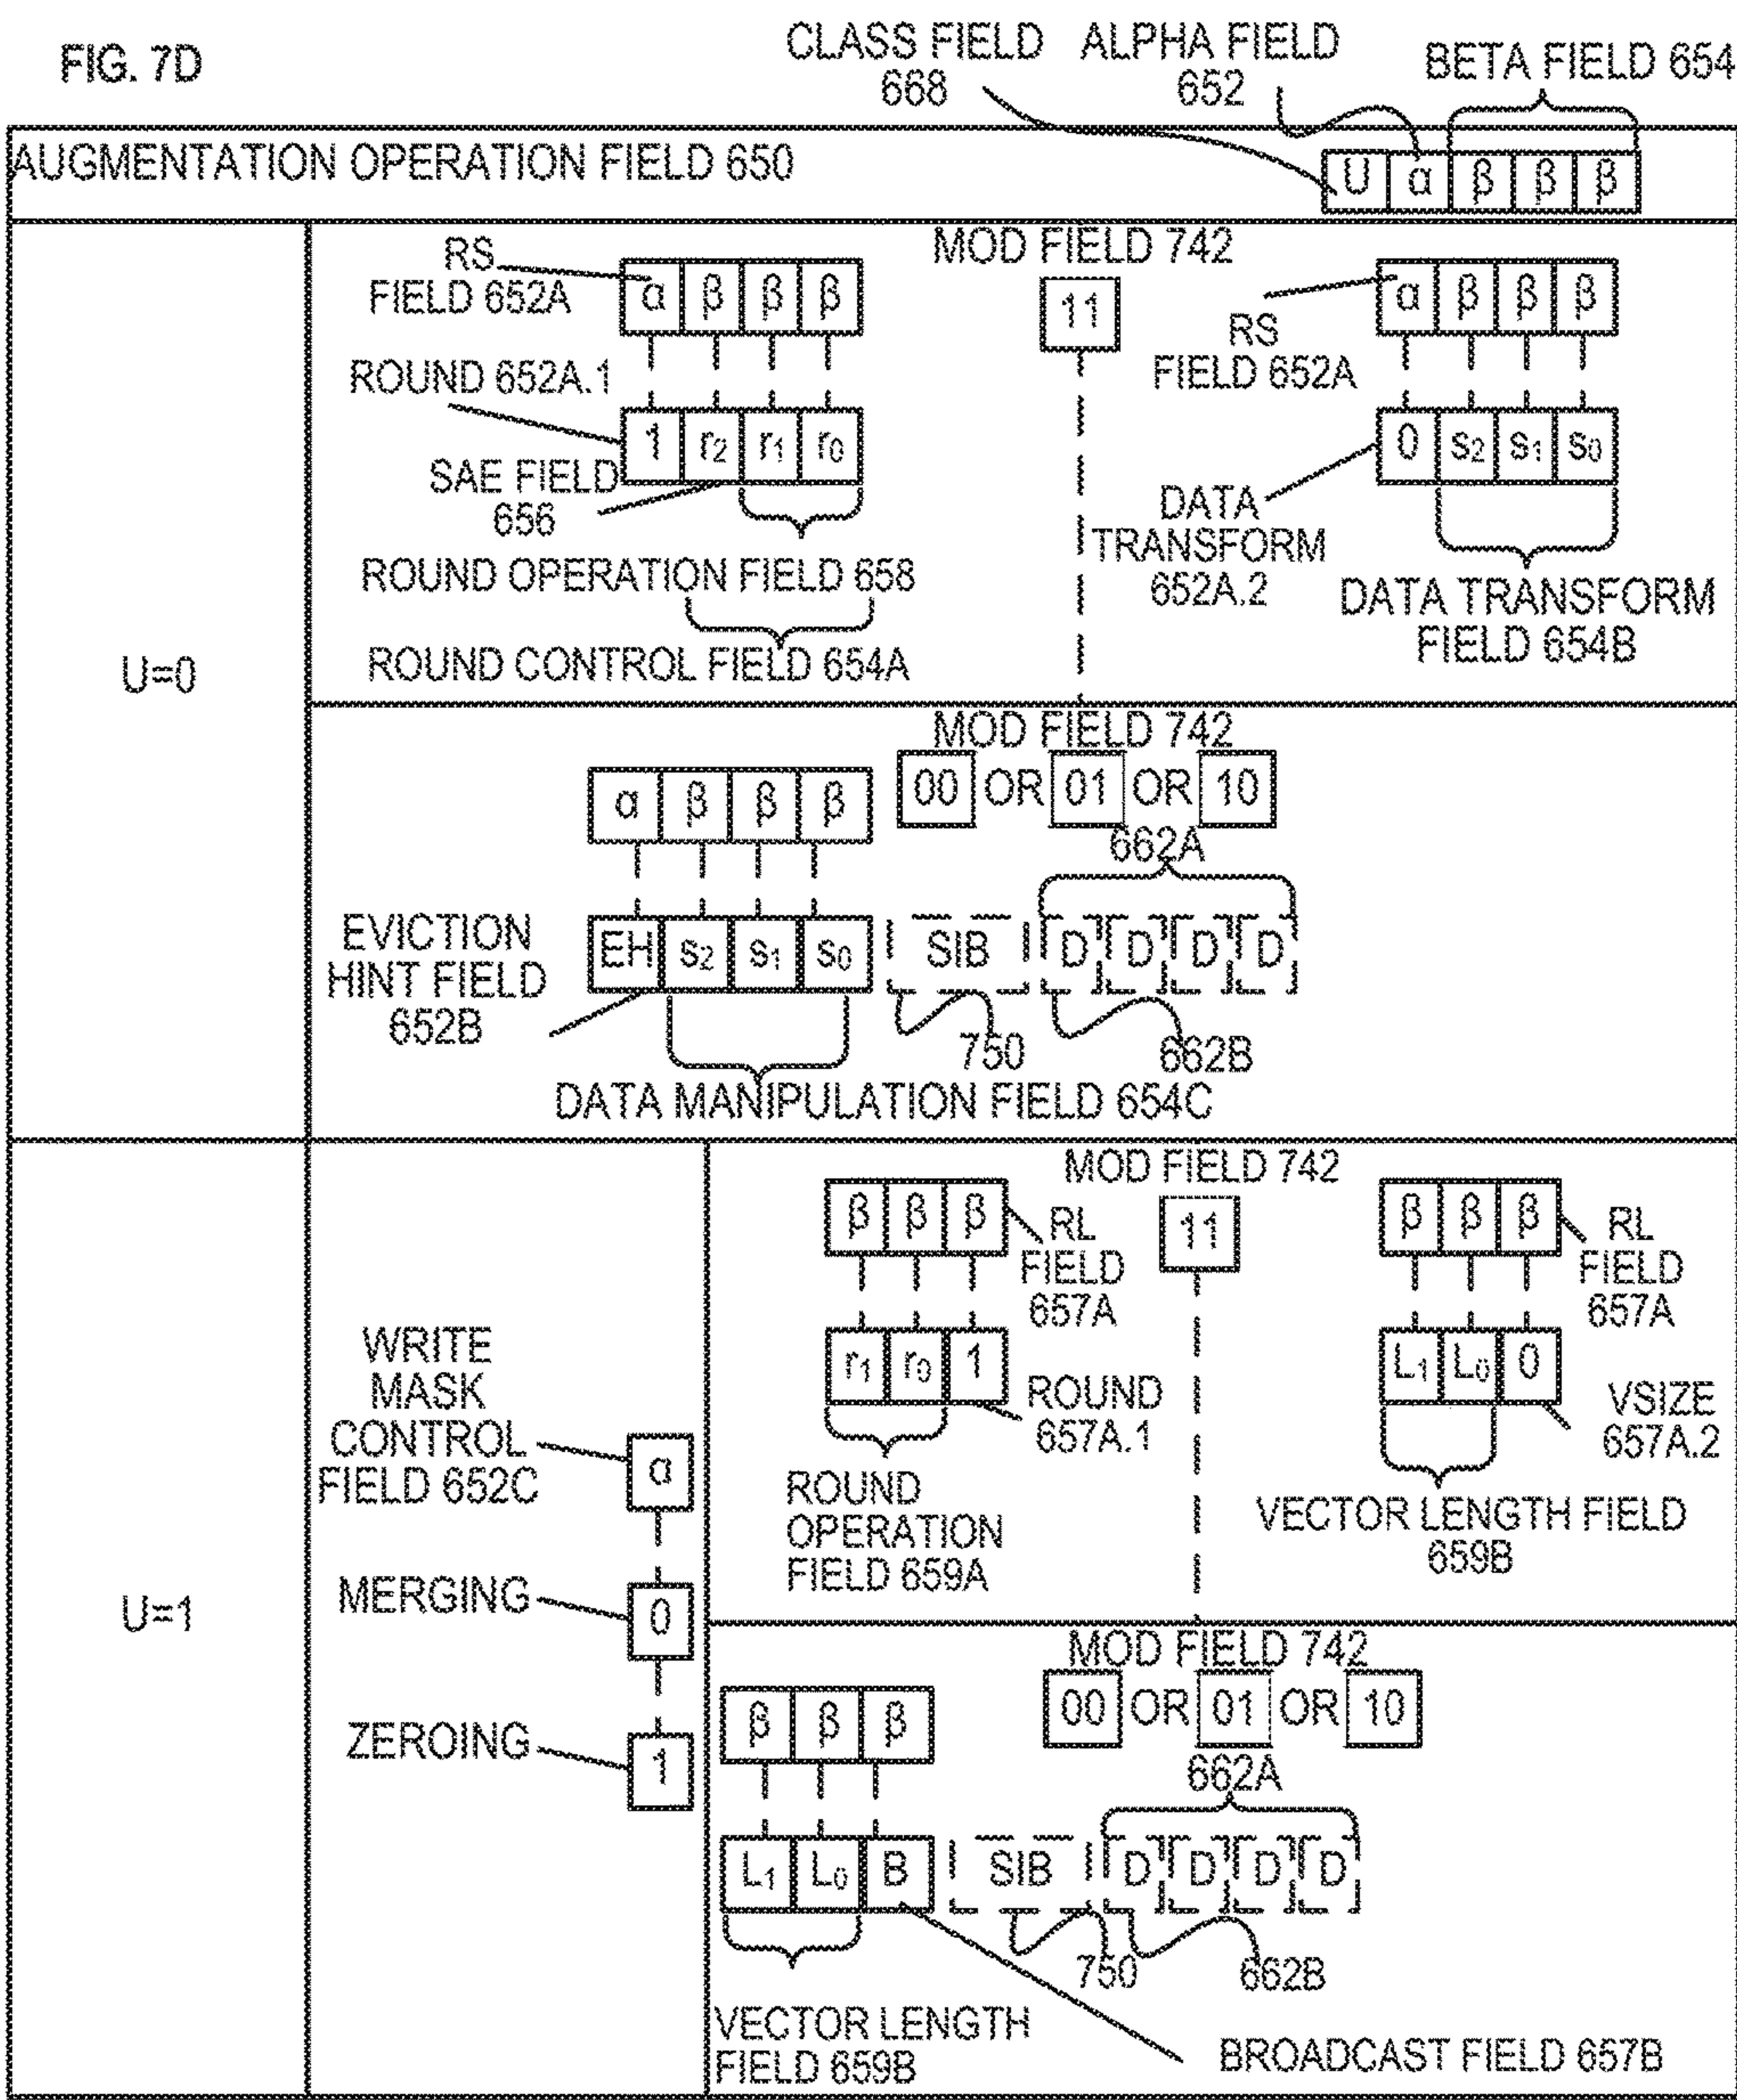 FIG. 7D
CLASS FIELD
668
ALPHA FIELD
652
BETA FIELD 654
AUGMENTATION OPERATION FIELD 650
U α β β β
U=0
RS
FIELD 652A
α β β β
MOD FIELD 742
11
α β β β
RS
FIELD 652A
ROUND 652A.1
1 r2 r1 r0
0 s2 s1 s0
SAE FIELD
656
DATA
TRANSFORM
652A.2
ROUND OPERATION FIELD 658
DATA TRANSFORM
FIELD 654B
ROUND CONTROL FIELD 654A
MOD FIELD 742
α β β β
00 OR 01 OR 10
662A
EVICTION
HINT FIELD
652B
EH s2 s1 s0 SIB D D D D
750
662B
DATA MANIPULATION FIELD 654C
U=1
WRITE
MASK
CONTROL
FIELD 652C
α
MERGING
0
ZEROING
1
MOD FIELD 742
β β β
RL
FIELD
657A
11
β β β
RL
FIELD
657A
r1 r0 1
ROUND
657A.1
L1 L0 0
VSIZE
657A.2
ROUND
OPERATION
FIELD 659A
VECTOR LENGTH FIELD
659B
MOD FIELD 742
β β β
00 OR 01 OR 10
662A
L1 L0 B SIB D D D D
750
662B
VECTOR LENGTH
FIELD 659B
BROADCAST FIELD 657B